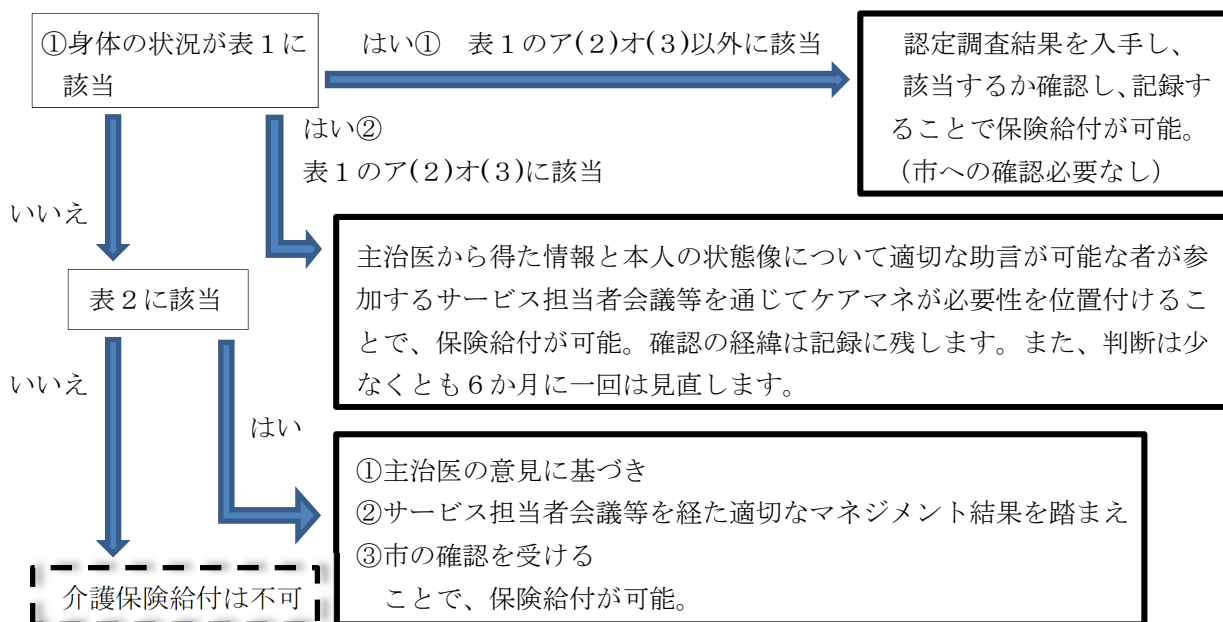 ①身体の状況が表１に
該当
はい①　表１のア(２)オ(３)以外に該当
認定調査結果を入手し、
該当するか確認し、記録す
ることで保険給付が可能。
（市への確認必要なし）
はい②
表１のア(２)オ(３)に該当
いいえ
主治医から得た情報と本人の状態像について適切な助言が可能な者が参
加するサービス担当者会議等を通じてケアマネが必要性を位置付けるこ
とで、保険給付が可能。確認の経緯は記録に残します。また、判断は少
なくとも６か月に一回は見直します。
表２に該当
いいえ
はい
①主治医の意見に基づき
②サービス担当者会議等を経た適切なマネジメント結果を踏まえ
③市の確認を受ける
ことで、保険給付が可能。
介護保険給付は不可